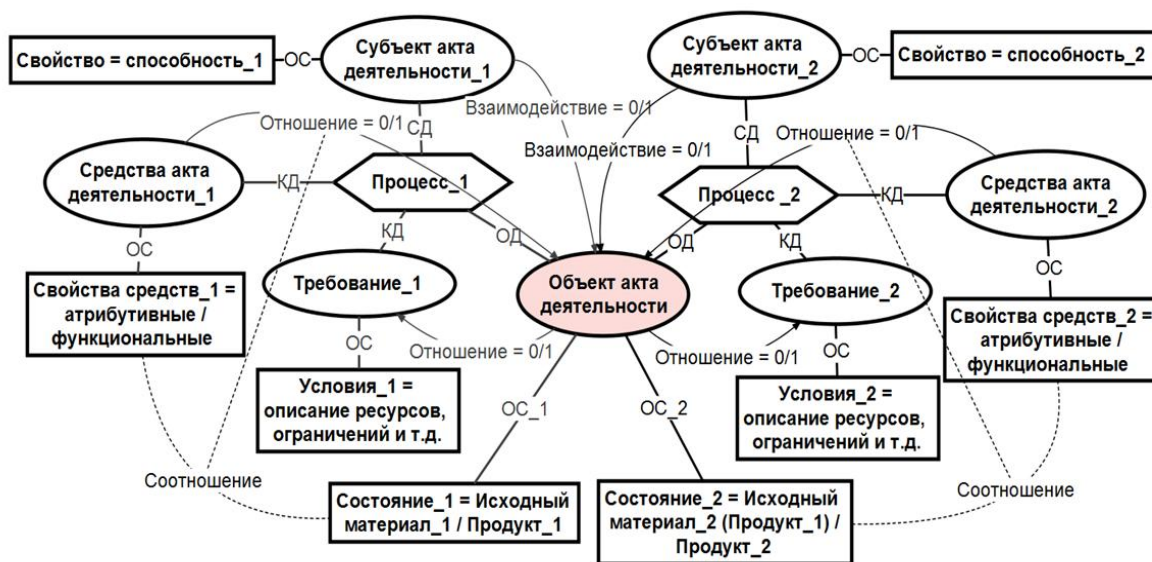 Свойство = способность_1
ОС
Субъект акта
деятельности_1
Субъект акта
деятельности_2
ОС
Свойство = способность_2
Взаимодействие = 0/1
Отношение = 0/1
СД
Взаимодействие = 0/1
СД
Отношение = 0/1
Средства акта
деятельности_1
КД
Процесс_1
Процесс _2
КД
Средства акта
деятельности_2
КД
ОД
ОД
КД
ОС
ОС
Свойства средств_1 =
атрибутивные /
функциональные
Требование_1
Объект акта
деятельности
Требование_2
Свойства средств_2 =
атрибутивные /
функциональные
ОС
Отношение = 0/1
Отношение = 0/1
ОС
Условия_1 =
описание ресурсов,
ограничений и т.д.
ОС_1
ОС_2
Условия_2 =
описание ресурсов,
ограничений и т.д.
Соотношение
Соотношение
Состояние_1 = Исходный
материал_1 / Продукт_1
Состояние_2 = Исходный
материал_2 (Продукт_1) /
Продукт_2